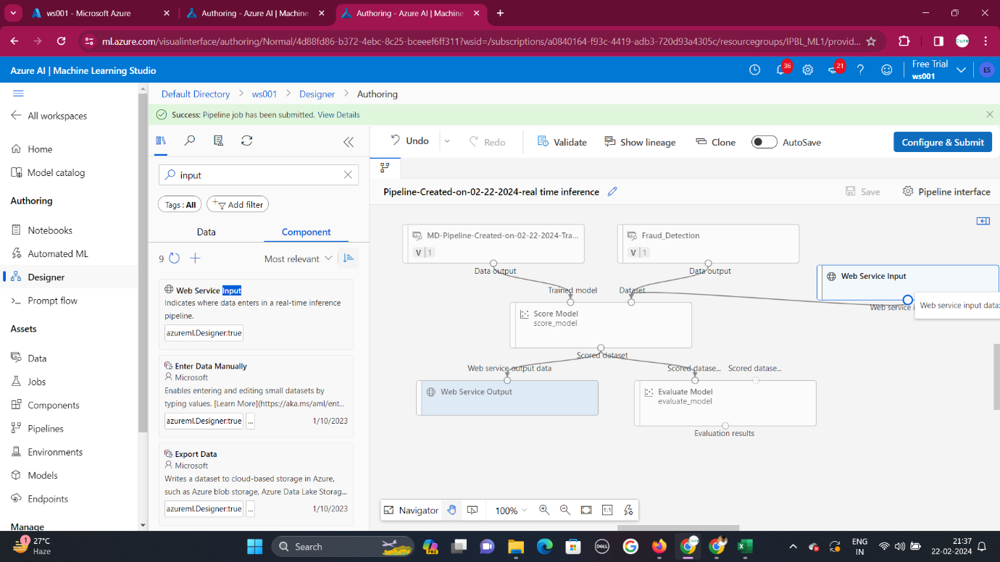 ws001 - Microsoft Azure
Authoring - Azure AI | Machine
Authoring - Azure AI | Machine
ml.azure.com/visualinterface/authoring/Normal/4d88fd86-b372-4ebc-8c25-bceeef6ff311?wsid=/subscriptions/a0840164-f93c-4419-adb3-720d93a4305c/resourcegroups/IPBL_ML1/provid...
Cure
Azure AI | Machine Learning Studio
36
21
Free Trial
ws001
ES
All workspaces
Home
Model catalog
Authoring
Notebooks
Automated ML
Designer
Prompt flow
Assets
Data
Jobs
Components
Pipelines
Environments
Models
Endpoints
Manage
Default Directory > ws001 > Designer > Authoring
Success: Pipeline job has been submitted. View Details
input
Tags : All
Add filter
Data
Component
9
Most relevant
Web Service Input
Indicates where data enters in a real-time inference
pipeline.
azureml.Designer:true
Enter Data Manually
Microsoft
Enables entering and editing small datasets by
typing values. [Learn More](https://aka.ms/aml/ent...
azureml.Designer:true
...
1/10/2023
Export Data
Microsoft
Writes a dataset to cloud-based storage in Azure,
such as Azure blob storage, Azure Data Lake Storag...
azureml.Designer:true
...
1/10/2023
Undo
Redo
Validate
Show lineage
Clone
AutoSave
Configure & Submit
Pipeline-Created-on-02-22-2024-real time inference
Save
Pipeline interface
MD-Pipeline-Created-on-02-22-2024-Tra...
V 1
Data output
Fraud_Detection
V 1
Data output
Web Service Input
Web service i
Web service input data:
Trained model
Dataset
Score Model
score_model
Scored dataset
Web service output data
Scored datase...
Scored datase...
Web Service Output
Evaluate Model
evaluate_model
Evaluation results
Navigator
100%
1:1
1
27°C
Haze
Search
PRE
DELL
Cure
ENG
IN
21:37
22-02-2024